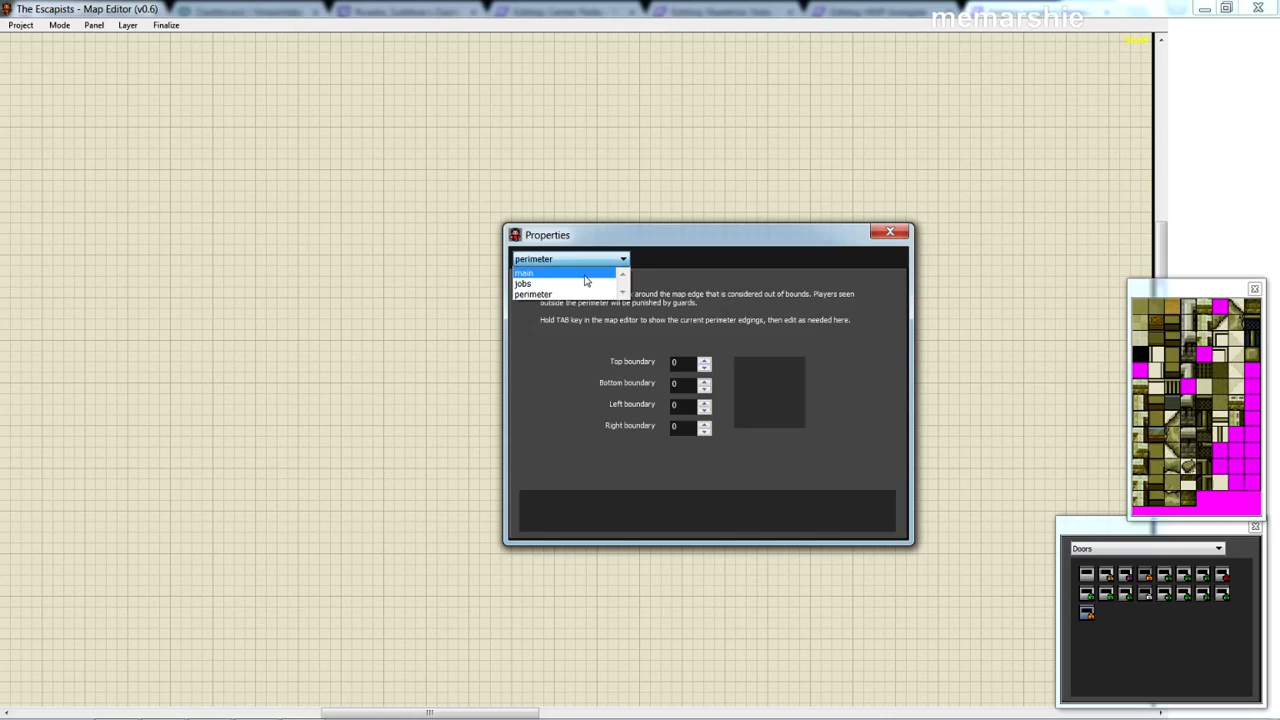 The Escapists - Map Editor (v0.6)
memarshie
Project Mode Panel Layer Finalize
Properties
perimeter
main
jobs
perimeter
around the map edge that is considered out of bounds. Players seen
outside the perimeter will be punished by guards.
Hold TAB key in the map editor to show the current perimeter edgings, then edit as needed here.
Top boundary 0
Bottom boundary 0
Left boundary 0
Right boundary 0
Doors